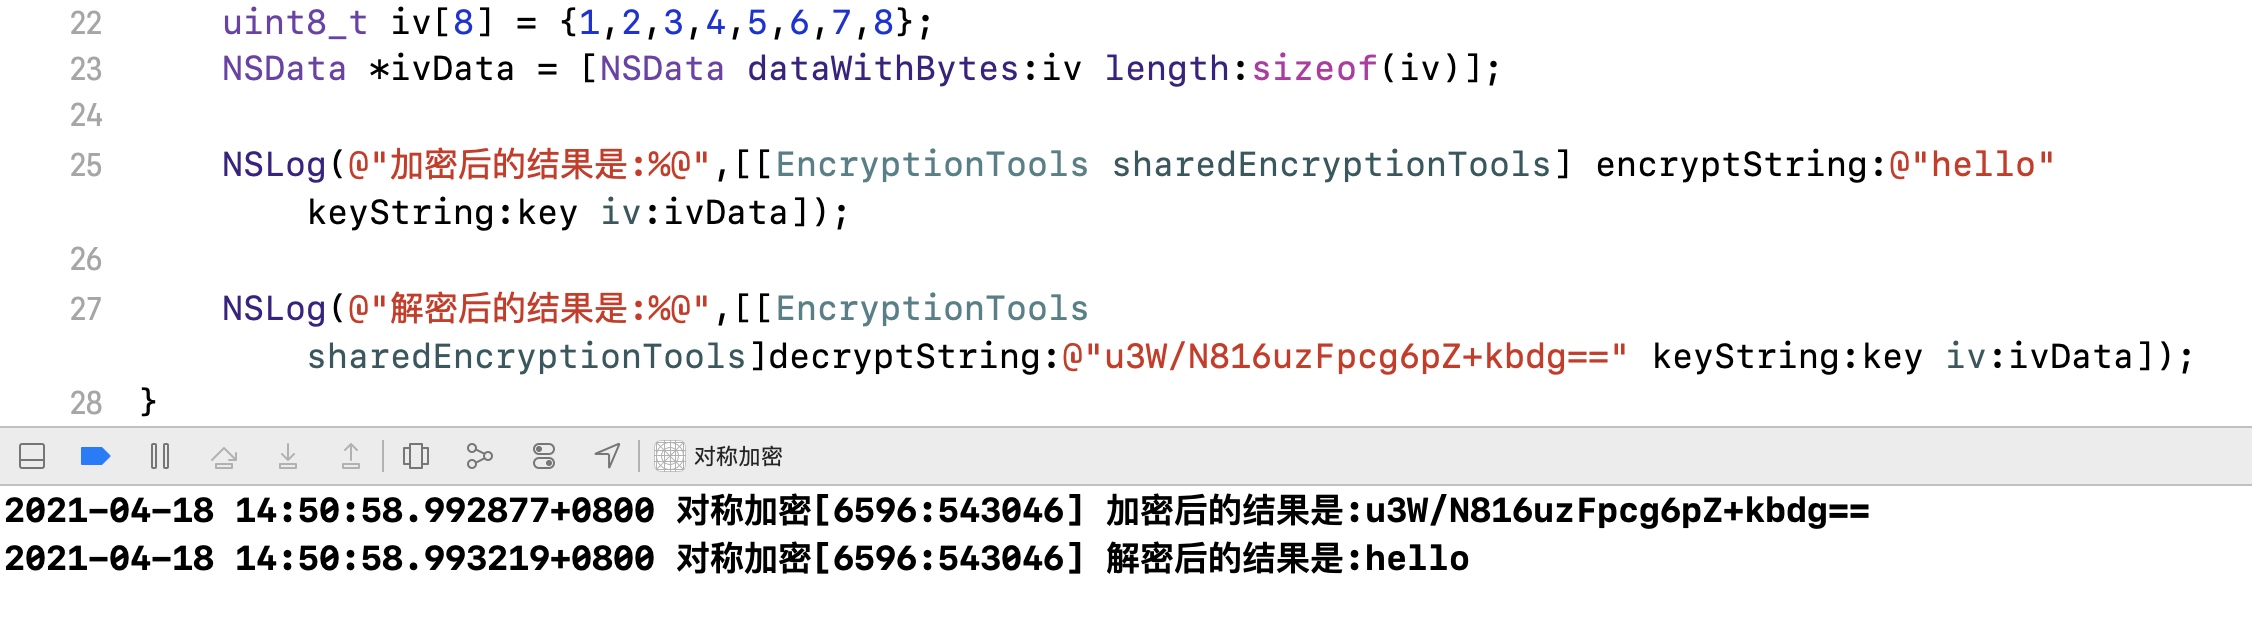 22 uint8_t iv[8] = {1,2,3,4,5,6,7,8};
23 NSData *ivData = [NSData dataWithBytes:iv length:sizeof(iv)];
24
25 NSLog(@"加密后的结果是:%@",[[EncryptionTools sharedEncryptionTools] encryptString:@"hello"
keyString:key iv:ivData]);
26
27 NSLog(@"解密后的结果是:%@",[[EncryptionTools
sharedEncryptionTools]decryptString:@"u3W/N816uzFpcg6pZ+kbdg==" keyString:key iv:ivData]);
28 }
对称加密
2021-04-18 14:50:58.992877+0800 对称加密[6596:543046] 加密后的结果是:u3W/N816uzFpcg6pZ+kbdg==
2021-04-18 14:50:58.993219+0800 对称加密[6596:543046] 解密后的结果是:hello